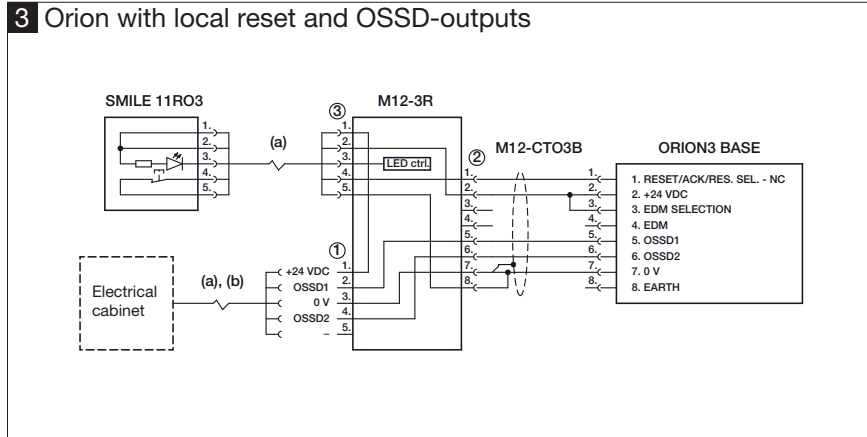 3 Orion with local reset and OSSD-outputs
SMILE 11RO3
1.
2.
3.
4.
5.
(a)
M12-3R
3
1.
2.
3.
4.
5.
LED ctrl.
2
1.
2.
3.
4.
5.
6.
7.
8.
M12-CTO3B
ORION3 BASE
1.
2.
3.
4.
5.
6.
7.
8.
1. RESET/ACK/RES. SEL. - NC
2. +24 VDC
3. EDM SELECTION
4. EDM
5. OSSD1
6. OSSD2
7. 0 V
8. EARTH
Electrical
cabinet
(a), (b)
1
+24 VDC 1.
OSSD1 2.
0 V 3.
OSSD2 4.
– 5.